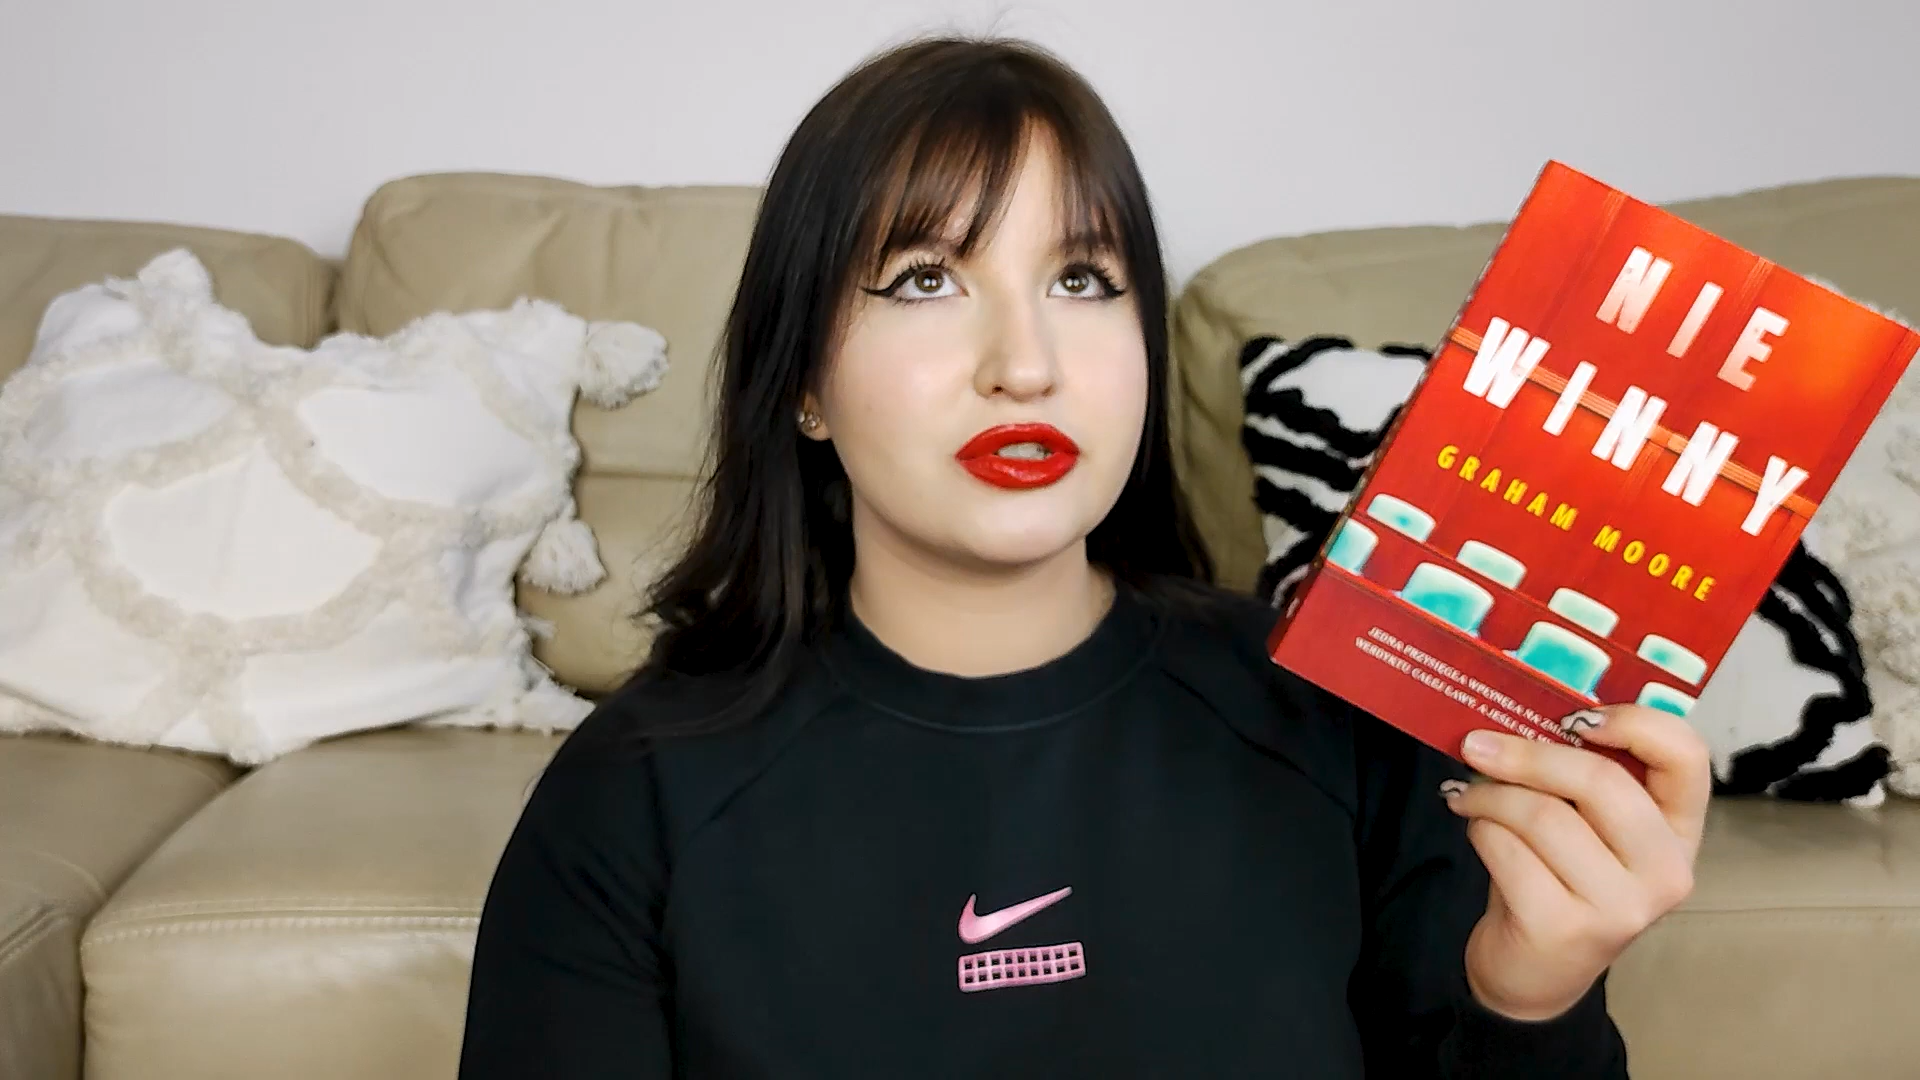 NIE
WINNY
GRAHAM MOORE
JEDNA PRZYSIĘGŁA WPŁYNĘŁA NA ZMIANĘ
WERDYKTU CAŁEJ ŁAWY. A JEŚLI SIĘ